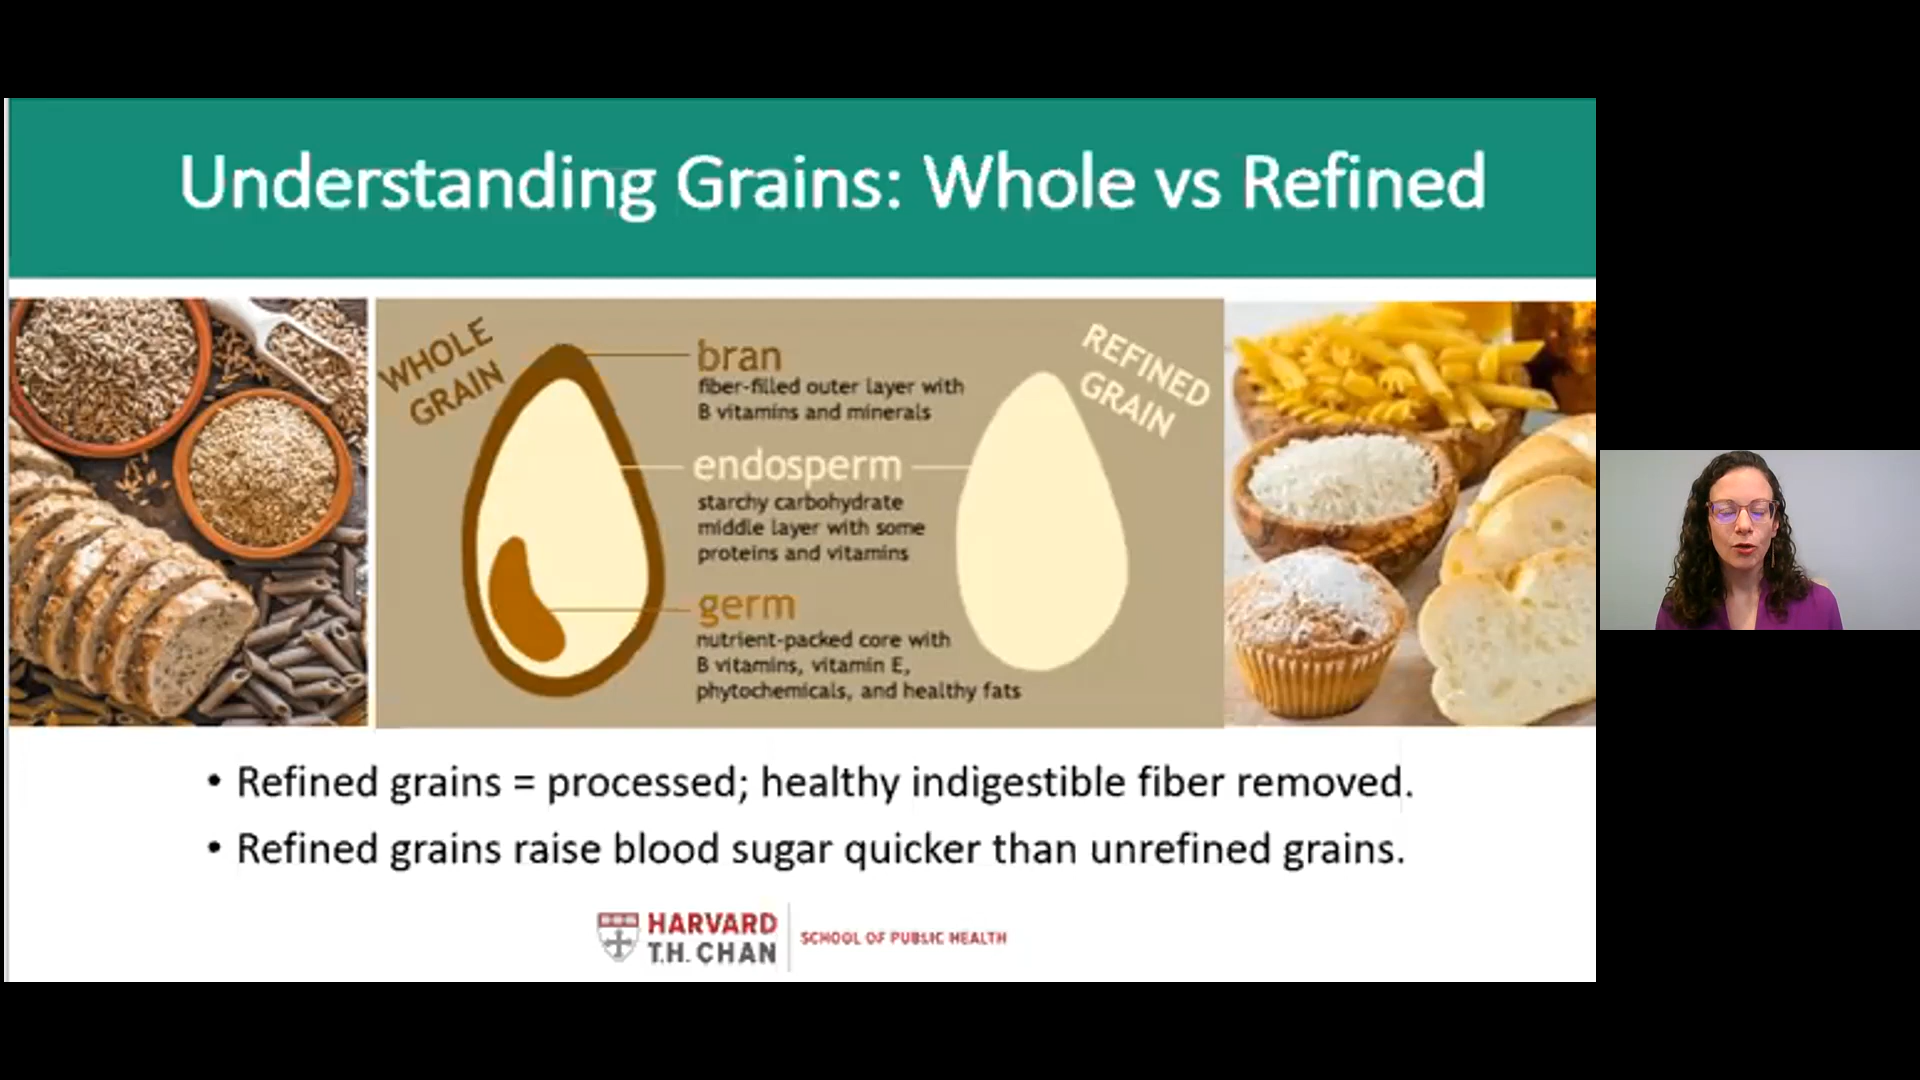 Understanding Grains: Whole vs Refined
WHOLE
GRAIN
bran
fiber-filled outer layer with
B vitamins and minerals
endosperm
starchy carbohydrate
middle layer with some
proteins and vitamins
germ
nutrient-packed core with
B vitamins, vitamin E,
phytochemicals, and healthy fats
REFINED
GRAIN
• Refined grains = processed; healthy indigestible fiber removed.
• Refined grains raise blood sugar quicker than unrefined grains.
HARVARD
T.H. CHAN
SCHOOL OF PUBLIC HEALTH